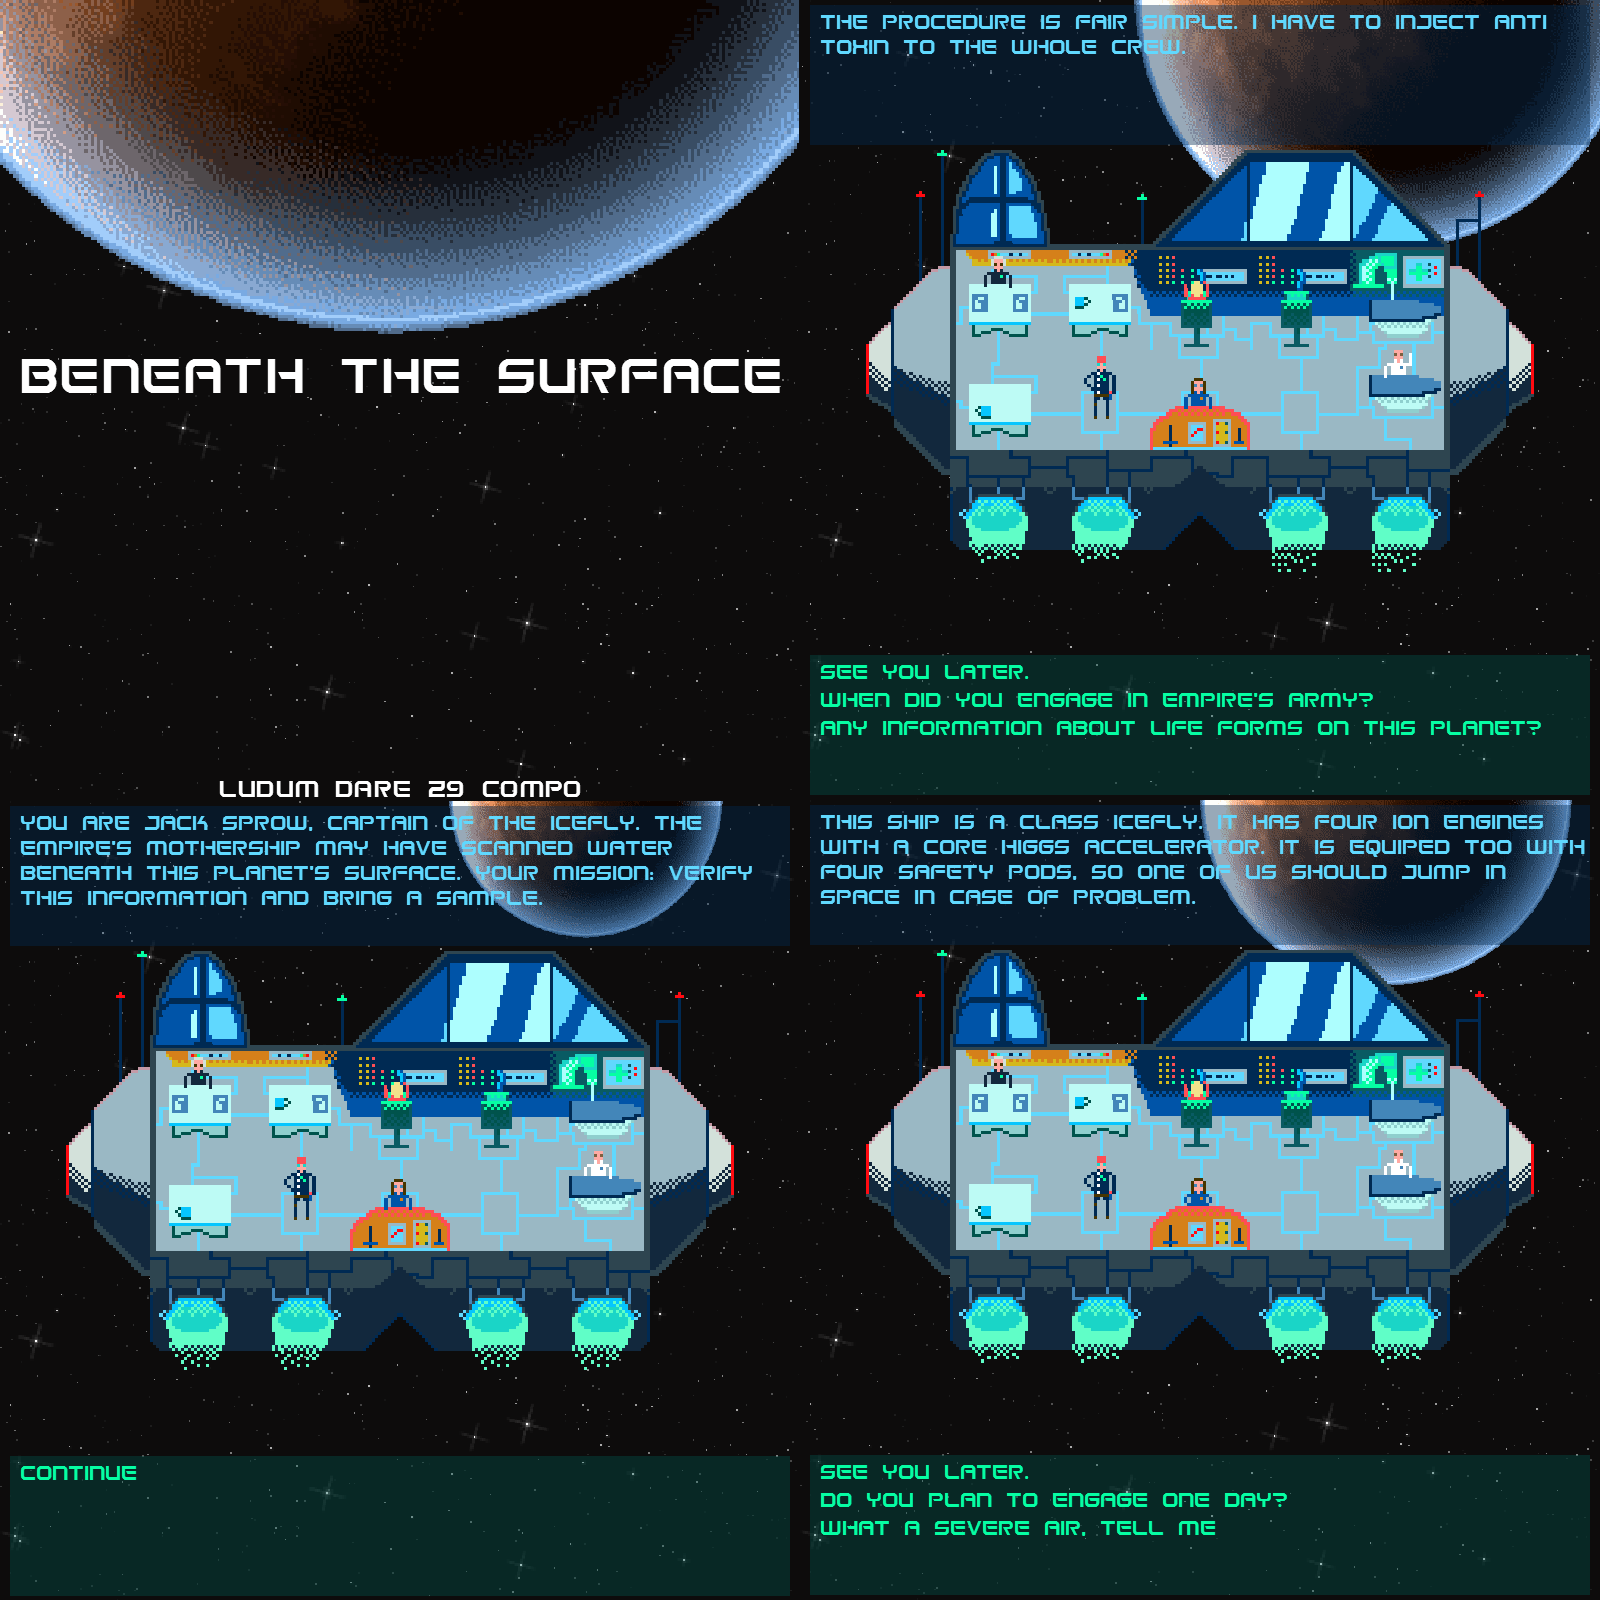 BENEATH THE SURFACE
LUDUM DARE 29 COMPO
THE PROCEDURE IS FAIR SIMPLE. I HAVE TO INJECT ANTI
TOXIN TO THE WHOLE CREW.
SEE YOU LATER.
WHEN DID YOU ENGAGE IN EMPIRE'S ARMY?
ANY INFORMATION ABOUT LIFE FORMS ON THIS PLANET?
YOU ARE JACK SPROW, CAPTAIN OF THE ICEFLY. THE
EMPIRE'S MOTHERSHIP MAY HAVE SCANNED WATER
BENEATH THIS PLANET'S SURFACE. YOUR MISSION: VERIFY
THIS INFORMATION AND BRING A SAMPLE.
CONTINUE
THIS SHIP IS A CLASS ICEFLY. IT HAS FOUR ION ENGINES
WITH A CORE HIGGS ACCELERATOR. IT IS EQUIPED TOO WITH
FOUR SAFETY PODS, SO ONE OF US SHOULD JUMP IN
SPACE IN CASE OF PROBLEM.
SEE YOU LATER.
DO YOU PLAN TO ENGAGE ONE DAY?
WHAT A SEVERE AIR, TELL ME